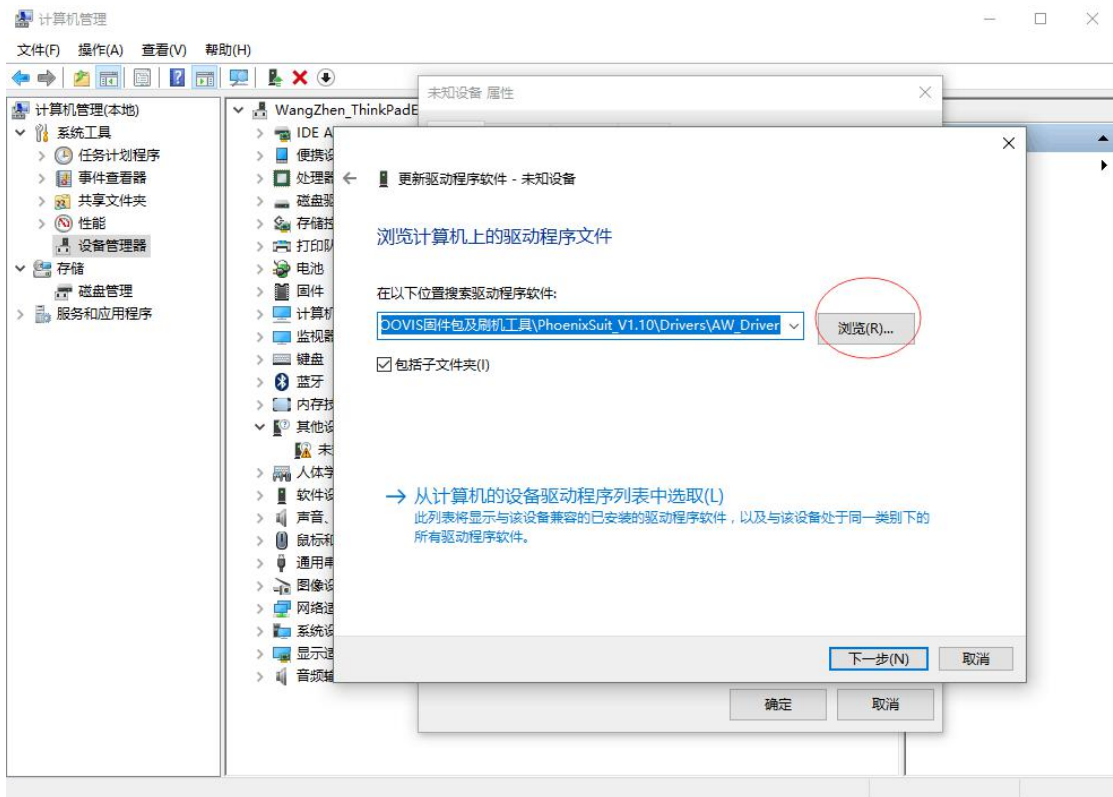 计算机管理
文件(F) 操作(A) 查看(V) 帮助(H)
计算机管理(本地)
系统工具
任务计划程序
事件查看器
共享文件夹
性能
设备管理器
存储
磁盘管理
服务和应用程序
WangZhen_ThinkPadE
IDE A
便携设
处理器
磁盘驱
存储控
打印队
电池
固件
计算机
监视器
键盘
蓝牙
内存技
其他设
未
人体学
软件设
声音、
鼠标和
通用串
图像设
网络适
系统设
显示适
音频输
未知设备 属性
更新驱动程序软件 - 未知设备
浏览计算机上的驱动程序文件
在以下位置搜索驱动程序软件:
OOVIS固件包及刷机工具\PhoenixSuit_V1.10\Drivers\AW_Driver
浏览(R)...
包括子文件夹(I)
从计算机的设备驱动程序列表中选取(L)
此列表将显示与该设备兼容的已安装的驱动程序软件，以及与该设备处于同一类别下的
所有驱动程序软件。
下一步(N) 取消
确定 取消